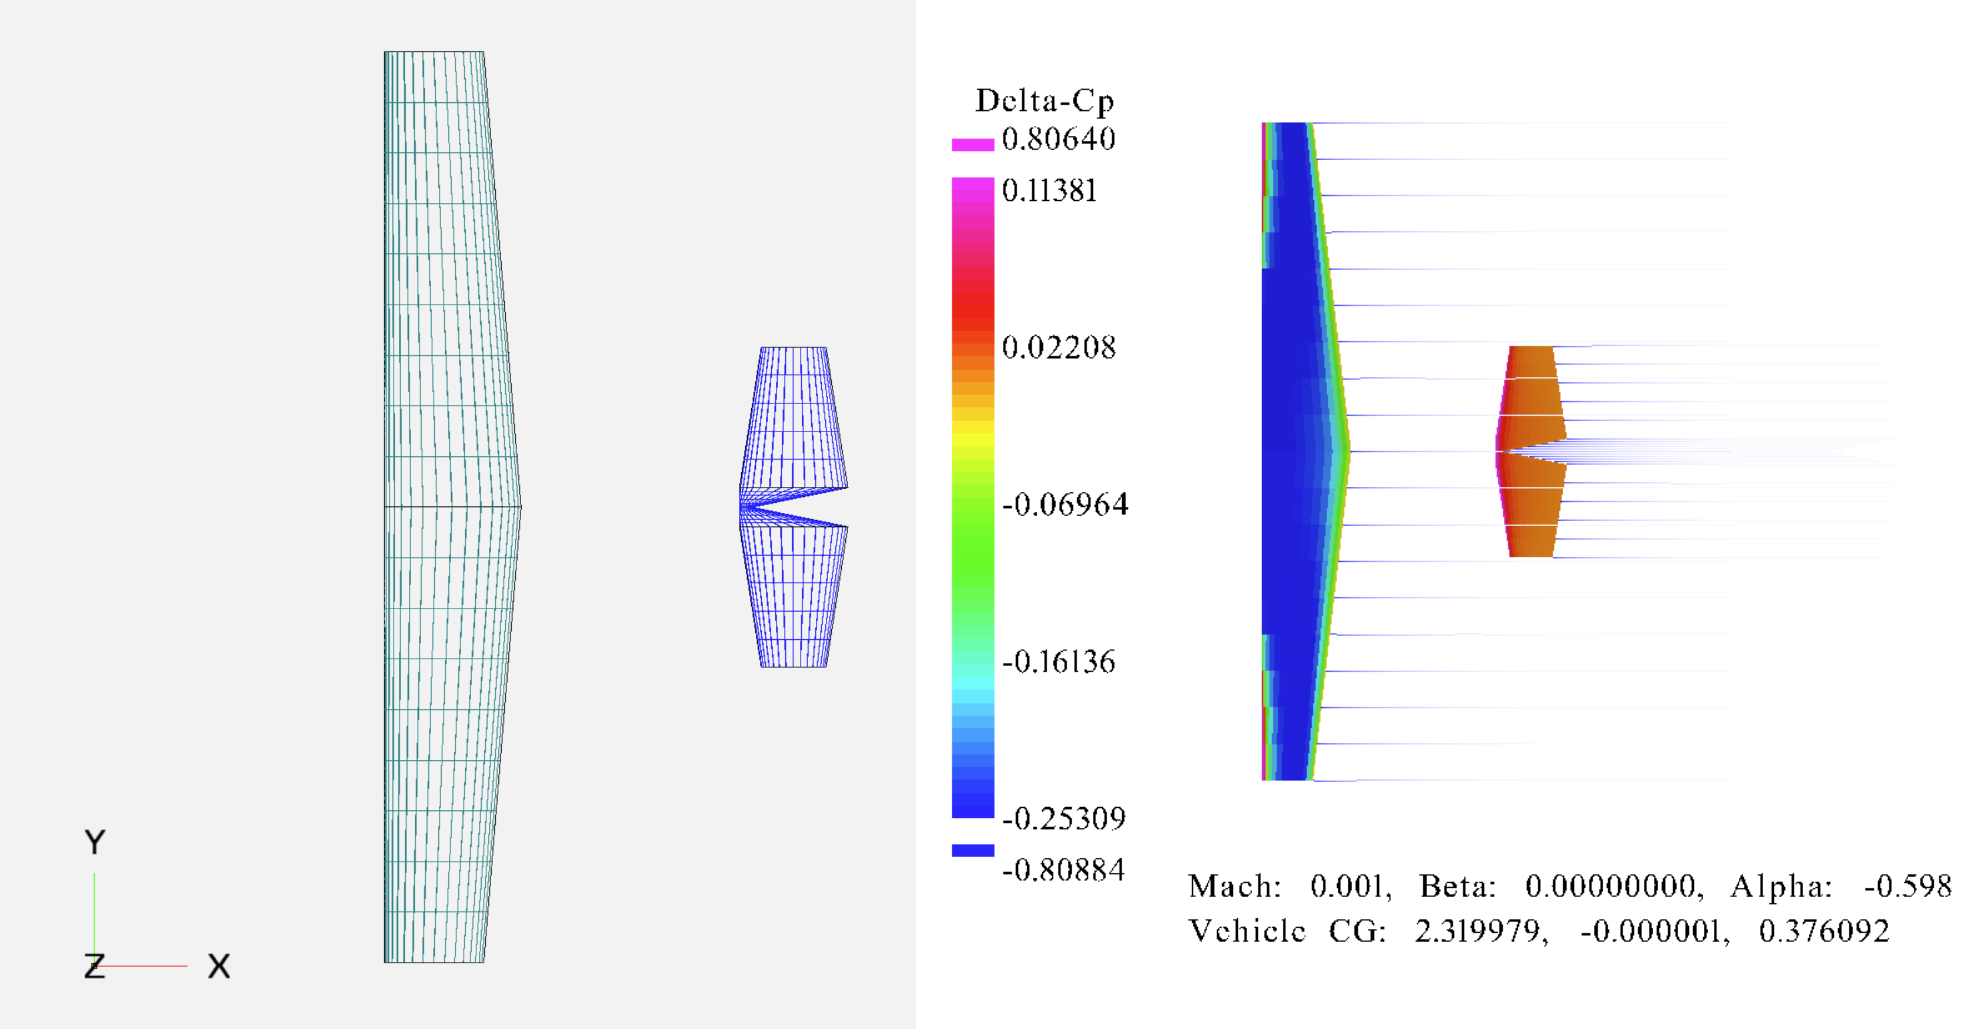 Y
Z X
Delta-Cp
0.80640
0.11381
0.02208
-0.06964
-0.16136
-0.25309
-0.80884
Mach: 0.001, Beta: 0.00000000, Alpha: -0.598
Vehicle CG: 2.319979, -0.000001, 0.376092